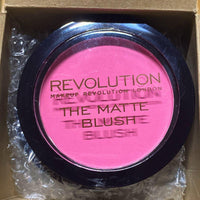 REVOLUTION
MAKEUP REVOLUTION LONDON
THE MATTE
BLUSH